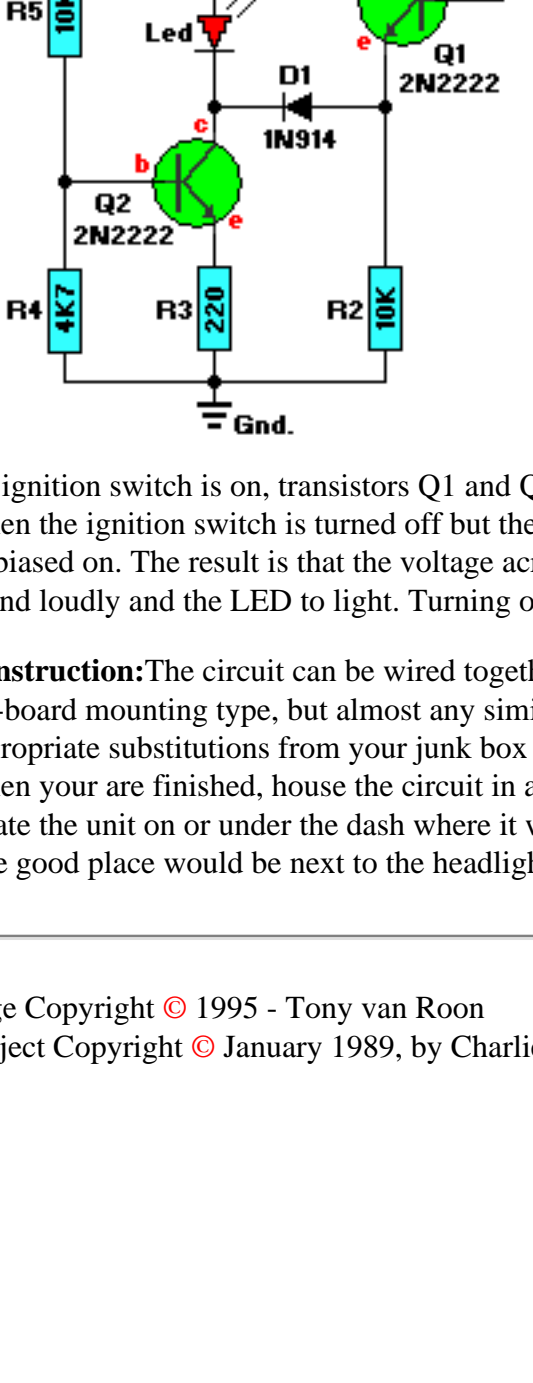 R5
10K
Led
e
Q1
2N2222
D1
1N914
c
b
Q2
2N2222
e
R4
4K7
R3
220
R2
10K
Gnd.
ignition switch is on, transistors Q1 and Q
en the ignition switch is turned off but the
biased on. The result is that the voltage acr
nd loudly and the LED to light. Turning o
nstruction:The circuit can be wired togeth
-board mounting type, but almost any simi
ropriate substitutions from your junk box
en your are finished, house the circuit in a
ate the unit on or under the dash where it w
e good place would be next to the headligh
ge Copyright © 1995 - Tony van Roon
ject Copyright © January 1989, by Charlie